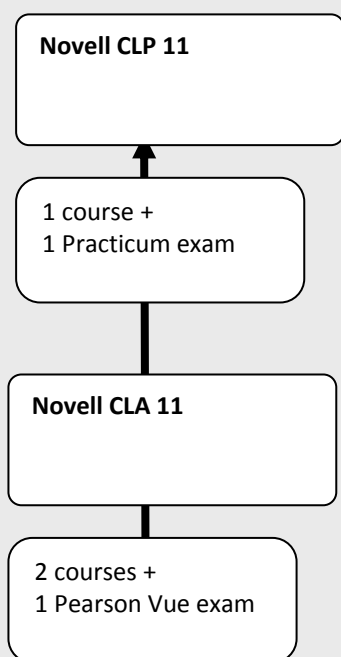 Novell CLP 11
1 course +
1 Practicum exam
Novell CLA 11
2 courses +
1 Pearson Vue exam